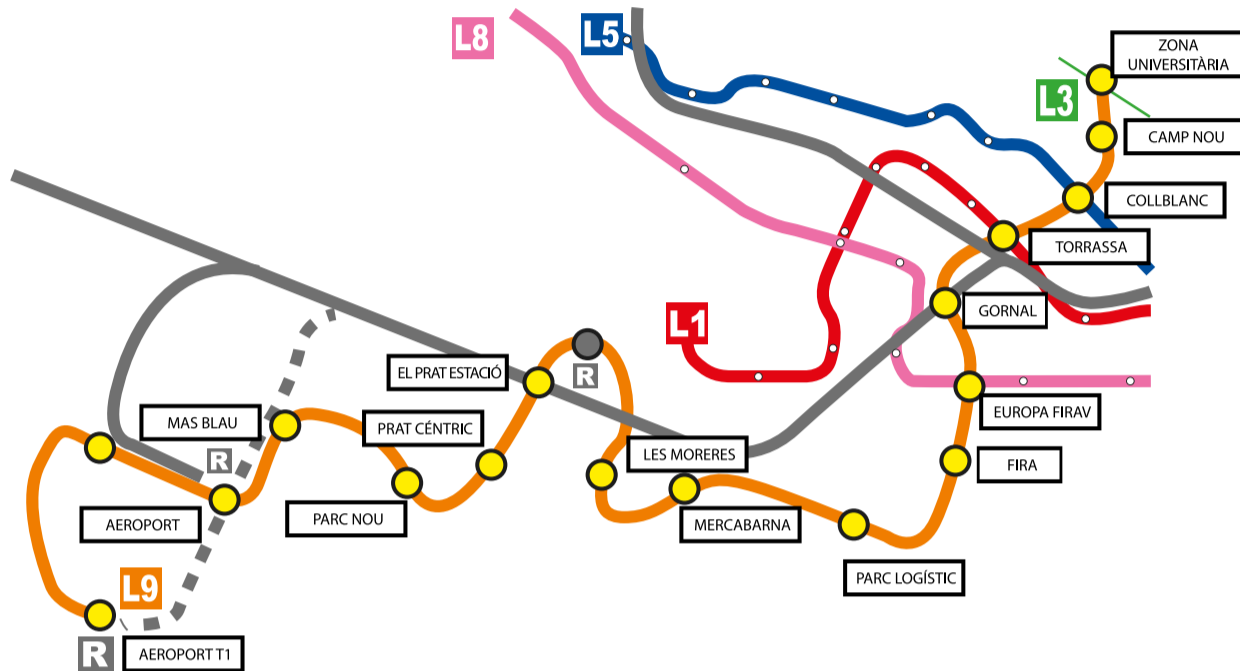 L8
L5
ZONA
UNIVERSITÀRIA
L3
CAMP NOU
COLLBLANC
TORRASSA
GORNAL
L1
EL PRAT ESTACIÓ
R
MAS BLAU
PRAT CÉNTRIC
EUROPA FIRAV
LES MORERES
R
FIRA
AEROPORT
PARC NOU
MERCABARNA
PARC LOGÍSTIC
L9
R
AEROPORT T1